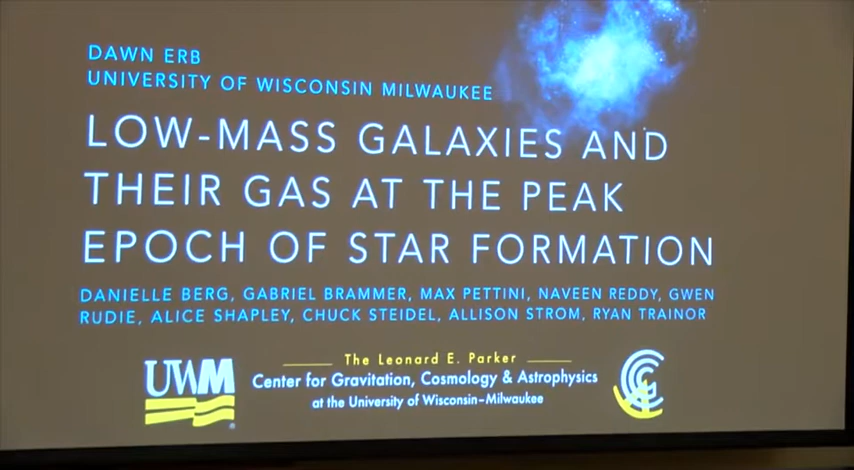 DAWN ERB
UNIVERSITY OF WISCONSIN MILWAUKEE
LOW-MASS GALAXIES AND
THEIR GAS AT THE PEAK
EPOCH OF STAR FORMATION
DANIELLE BERG, GABRIEL BRAMMER, MAX PETTINI, NAVEEN REDDY, GWEN
RUDIE, ALICE SHAPLEY, CHUCK STEIDEL, ALLISON STROM, RYAN TRAINOR
UWM
The Leonard E. Parker
Center for Gravitation, Cosmology & Astrophysics
at the University of Wisconsin–Milwaukee